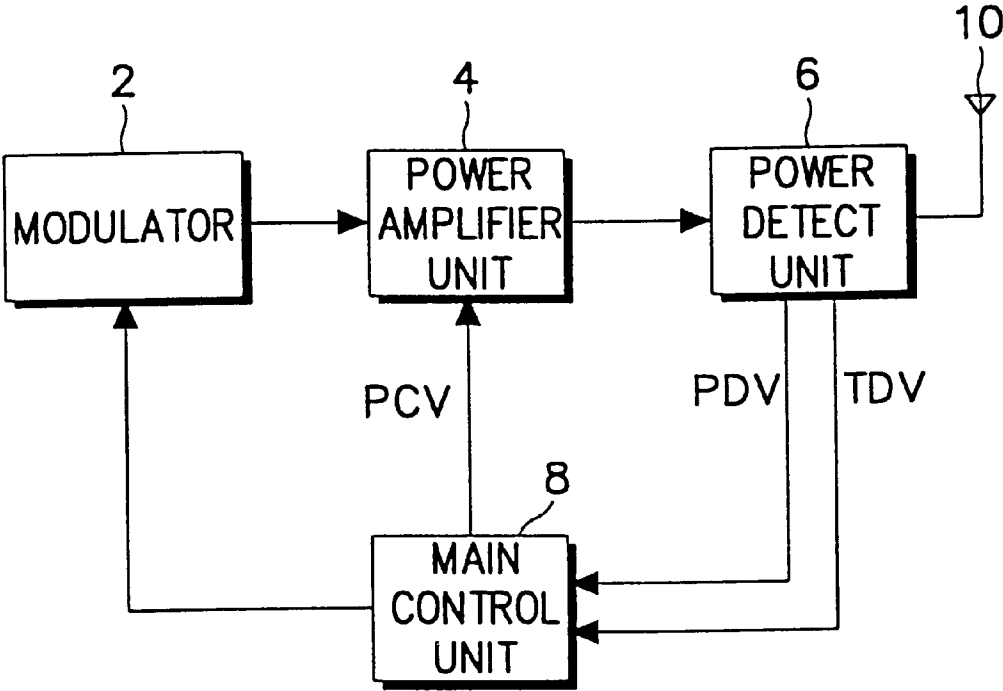 10
2
4
6
MODULATOR
POWER
AMPLIFIER
UNIT
POWER
DETECT
UNIT
PCV
PDV
TDV
8
MAIN
CONTROL
UNIT